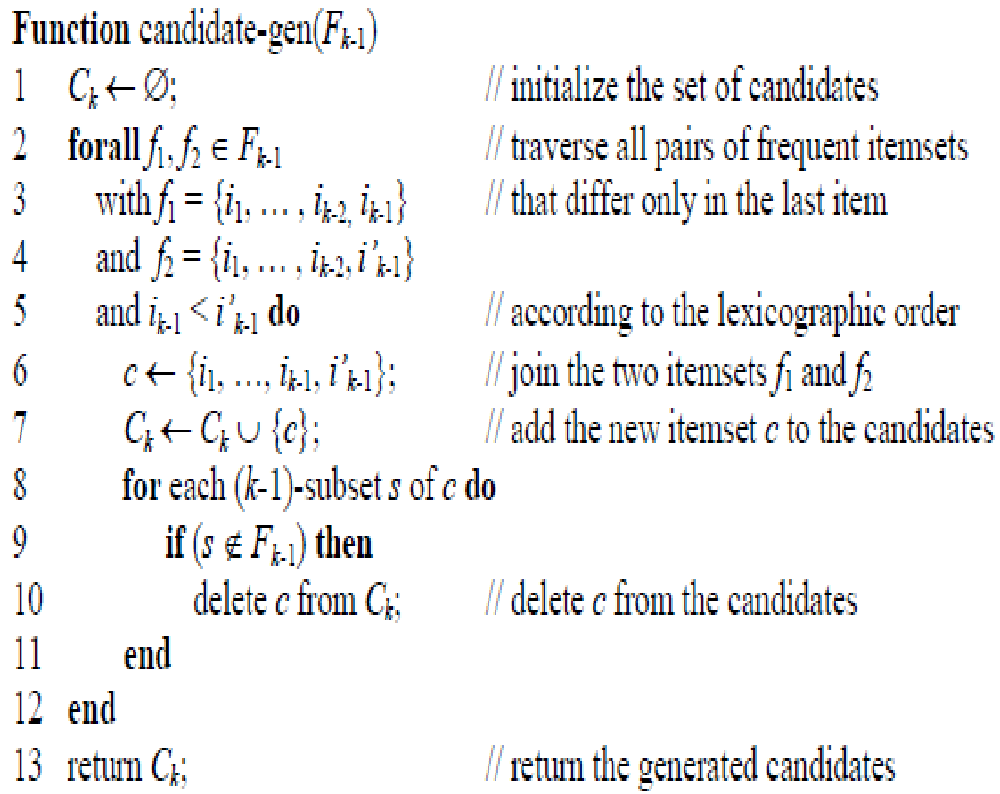 Function candidate-gen(Fk-1)
1 Ck ← ∅; // initialize the set of candidates
2 forall f1, f2 ∈ Fk-1 // traverse all pairs of frequent itemsets
3 with f1 = {i1, … , ik-2, ik-1} // that differ only in the last item
4 and f2 = {i1, … , ik-2, i’k-1}
5 and ik-1 < i’k-1 do // according to the lexicographic order
6 c ← {i1, …, ik-1, i’k-1}; // join the two itemsets f1 and f2
7 Ck ← Ck ∪ {c}; // add the new itemset c to the candidates
8 for each (k-1)-subset s of c do
9 if (s ∉ Fk-1) then
10 delete c from Ck; // delete c from the candidates
11 end
12 end
13 return Ck; // return the generated candidates